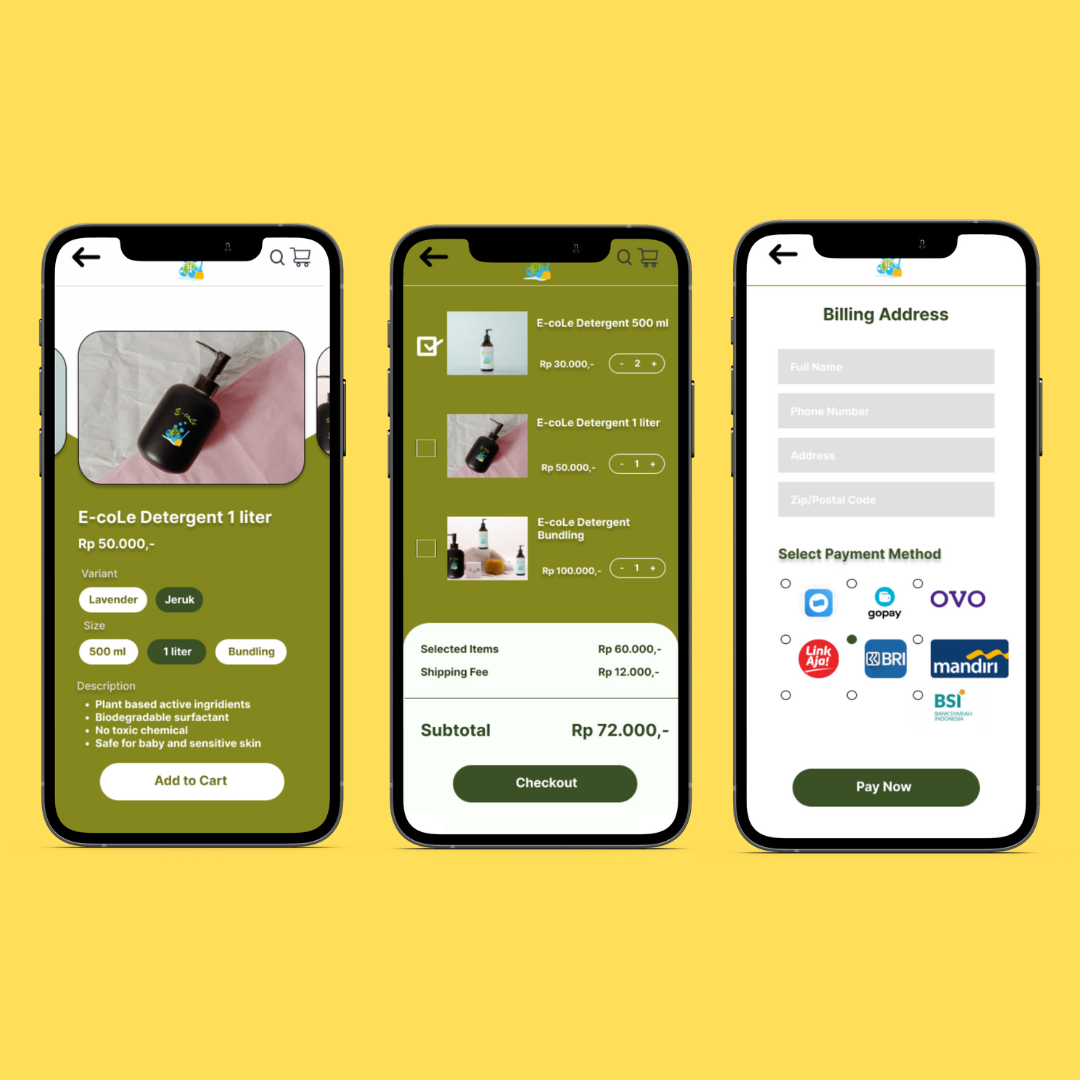 E-coLe
E-coLe Detergent 1 liter
Rp 50.000,-
Variant
Lavender
Jeruk
Size
500 ml
1 liter
Bundling
Description
• Plant based active ingridients
• Biodegradable surfactant
• No toxic chemical
• Safe for baby and sensitive skin
Add to Cart
E-coLe Detergent 500 ml
Rp 30.000,-
- 2 +
E-coLe Detergent 1 liter
Rp 50.000,-
- 1 +
E-coLe Detergent
Bundling
Rp 100.000,-
- 1 +
Selected Items Rp 60.000,-
Shipping Fee Rp 12.000,-
Subtotal Rp 72.000,-
Checkout
Billing Address
Full Name
Phone Number
Address
Zip/Postal Code
Select Payment Method
gopay
OVO
Link
Aja!
BRI
mandiri
BSI
BANK SYARIAH
INDONESIA
Pay Now